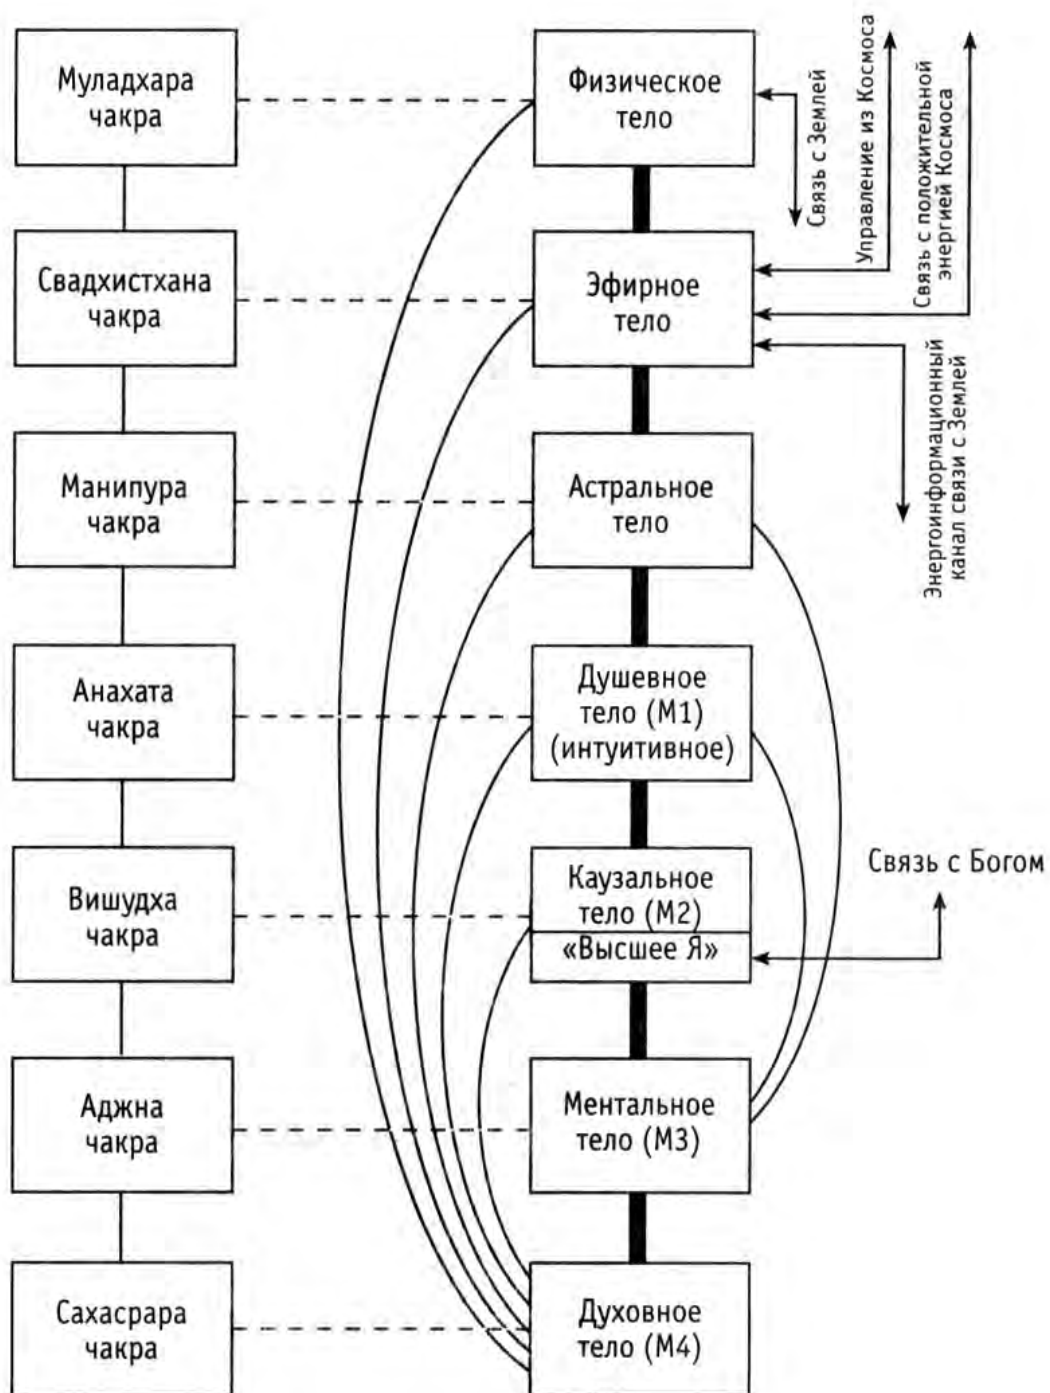 Муладхара
чакра
Физическое
тело
Связь с Землей
Управление из Космоса
Связь с положительной
энергией Космоса
Свадхистхана
чакра
Эфирное
тело
Энергоинформационный
канал связи с Землей
Манипура
чакра
Астральное
тело
Анахата
чакра
Душевное
тело (М1)
(интуитивное)
Вишудха
чакра
Каузальное
тело (М2)
«Высшее Я»
Связь с Богом
Аджна
чакра
Ментальное
тело (М3)
Сахасрара
чакра
Духовное
тело (М4)